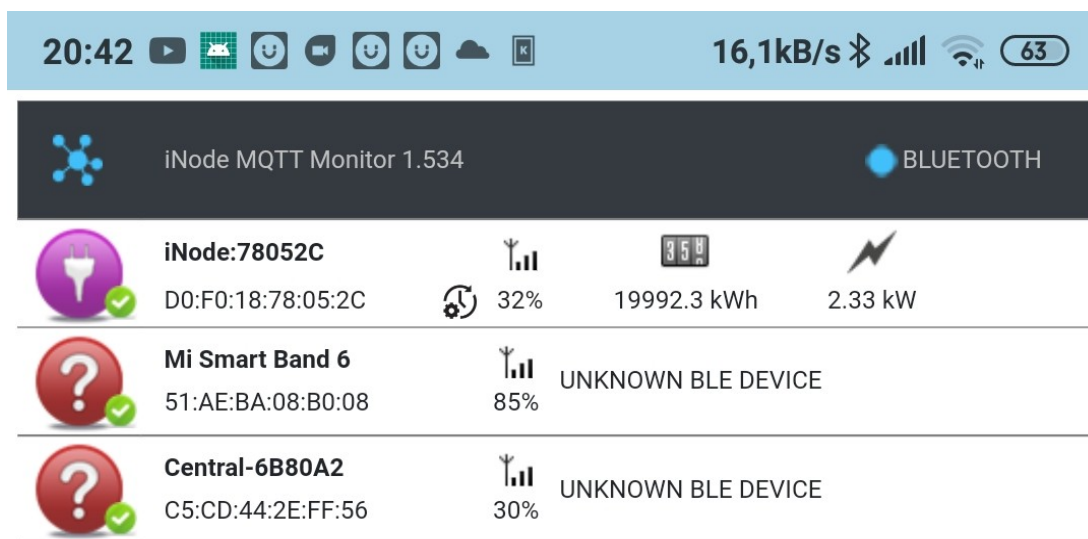 20:42 K 16,1kB/s 63
iNode MQTT Monitor 1.534 BLUETOOTH
iNode:78052C
D0:F0:18:78:05:2C 32% 19992.3 kWh 2.33 kW
Mi Smart Band 6
51:AE:BA:08:B0:08 85% UNKNOWN BLE DEVICE
Central-6B80A2
C5:CD:44:2E:FF:56 30% UNKNOWN BLE DEVICE